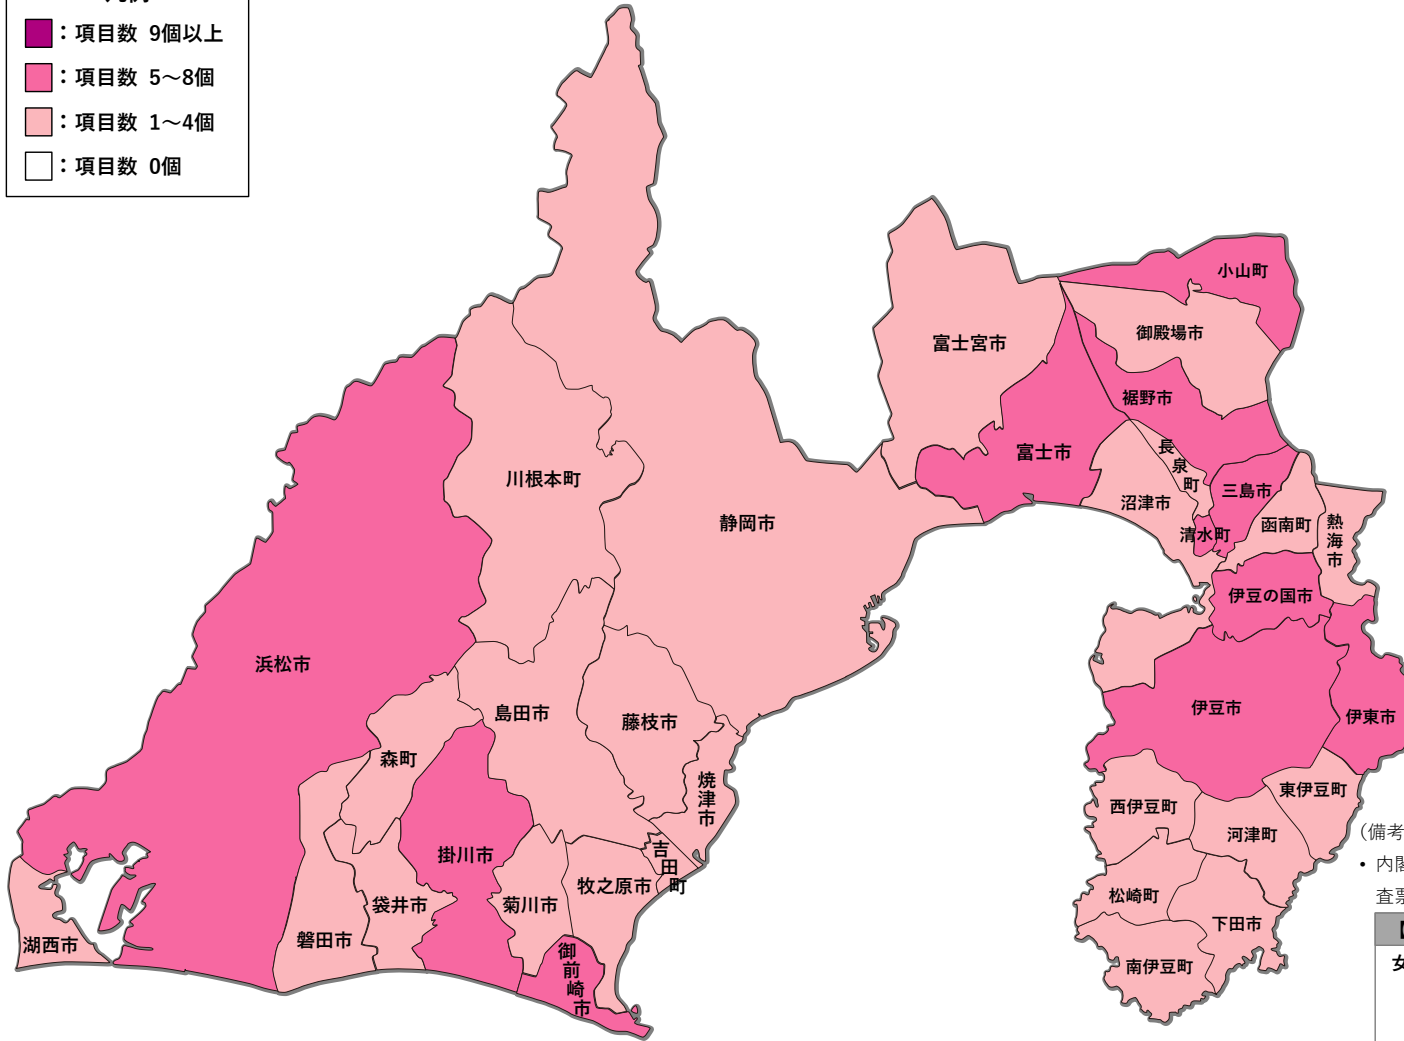 凡例
：項目数 9個以上
：項目数 5～8個
：項目数 1～4個
：項目数 0個
小山町
御殿場市
富士宮市
裾野市
富士市
長泉町
三島市
沼津市
清水町
函南町
熱海市
川根本町
静岡市
伊豆の国市
浜松市
伊豆市
伊東市
島田市
藤枝市
森町
焼津市
西伊豆町
東伊豆町
河津町
掛川市
吉田町
牧之原市
菊川市
袋井市
磐田市
湖西市
御前崎市
松崎町
下田市
南伊豆町
（備考
• 内閣
査票